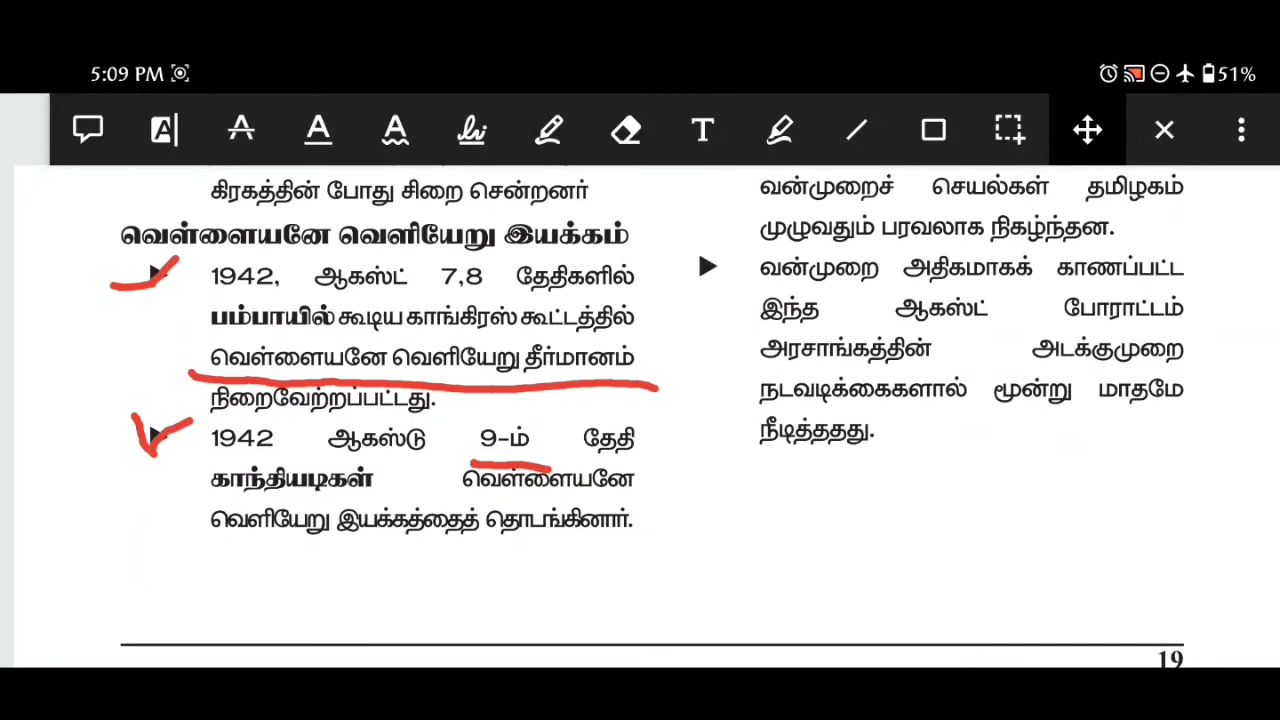 5:09 PM
51%
கிரகத்தின் போது சிறை சென்றனர்
வெள்ளையனே வெளியேறு இயக்கம்
1942, ஆகஸ்ட் 7,8 தேதிகளில்
பம்பாயில் கூடிய காங்கிரஸ் கூட்டத்தில்
வெள்ளையனே வெளியேறு தீர்மானம்
நிறைவேற்றப்பட்டது.
1942 ஆகஸ்டு 9-ம் தேதி
காந்தியடிகள் வெள்ளையனே
வெளியேறு இயக்கத்தைத் தொடங்கினார்.
வன்முறைச் செயல்கள் தமிழகம்
முழுவதும் பரவலாக நிகழ்ந்தன.
வன்முறை அதிகமாகக் காணப்பட்ட
இந்த ஆகஸ்ட் போராட்டம்
அரசாங்கத்தின் அடக்குமுறை
நடவடிக்கைகளால் மூன்று மாதமே
நீடித்ததது.
19